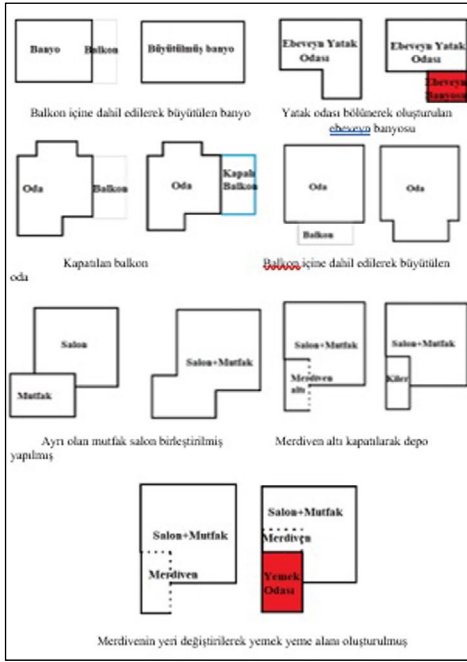 Banyo Balkon Büyütülmüş banyo Ebeveyn Yatak Odası Ebeveyn Yatak Odası Ebeveyn Banyosu
Balkon içine dahil edilerek büyütülen banyo
Yatak odası bölünerek oluşturulan
ebeveyn banyosu
Oda Balkon Oda Kapalı Balkon Oda Balkon Oda
Kapatılan balkon
Balkon içine dahil edilerek büyütülen
oda
Salon Mutfak Salon+Mutfak Salon+Mutfak Merdiven altı Salon+Mutfak Kiler
Ayrı olan mutfak salon birleştirilmiş
Merdiven altı kapatılarak depo
yapılmış
Salon+Mutfak Merdiven Salon+Mutfak Merdiven Yemek Odası
Merdivenin yeri değiştirilerek yemek yeme alanı oluşturulmuş